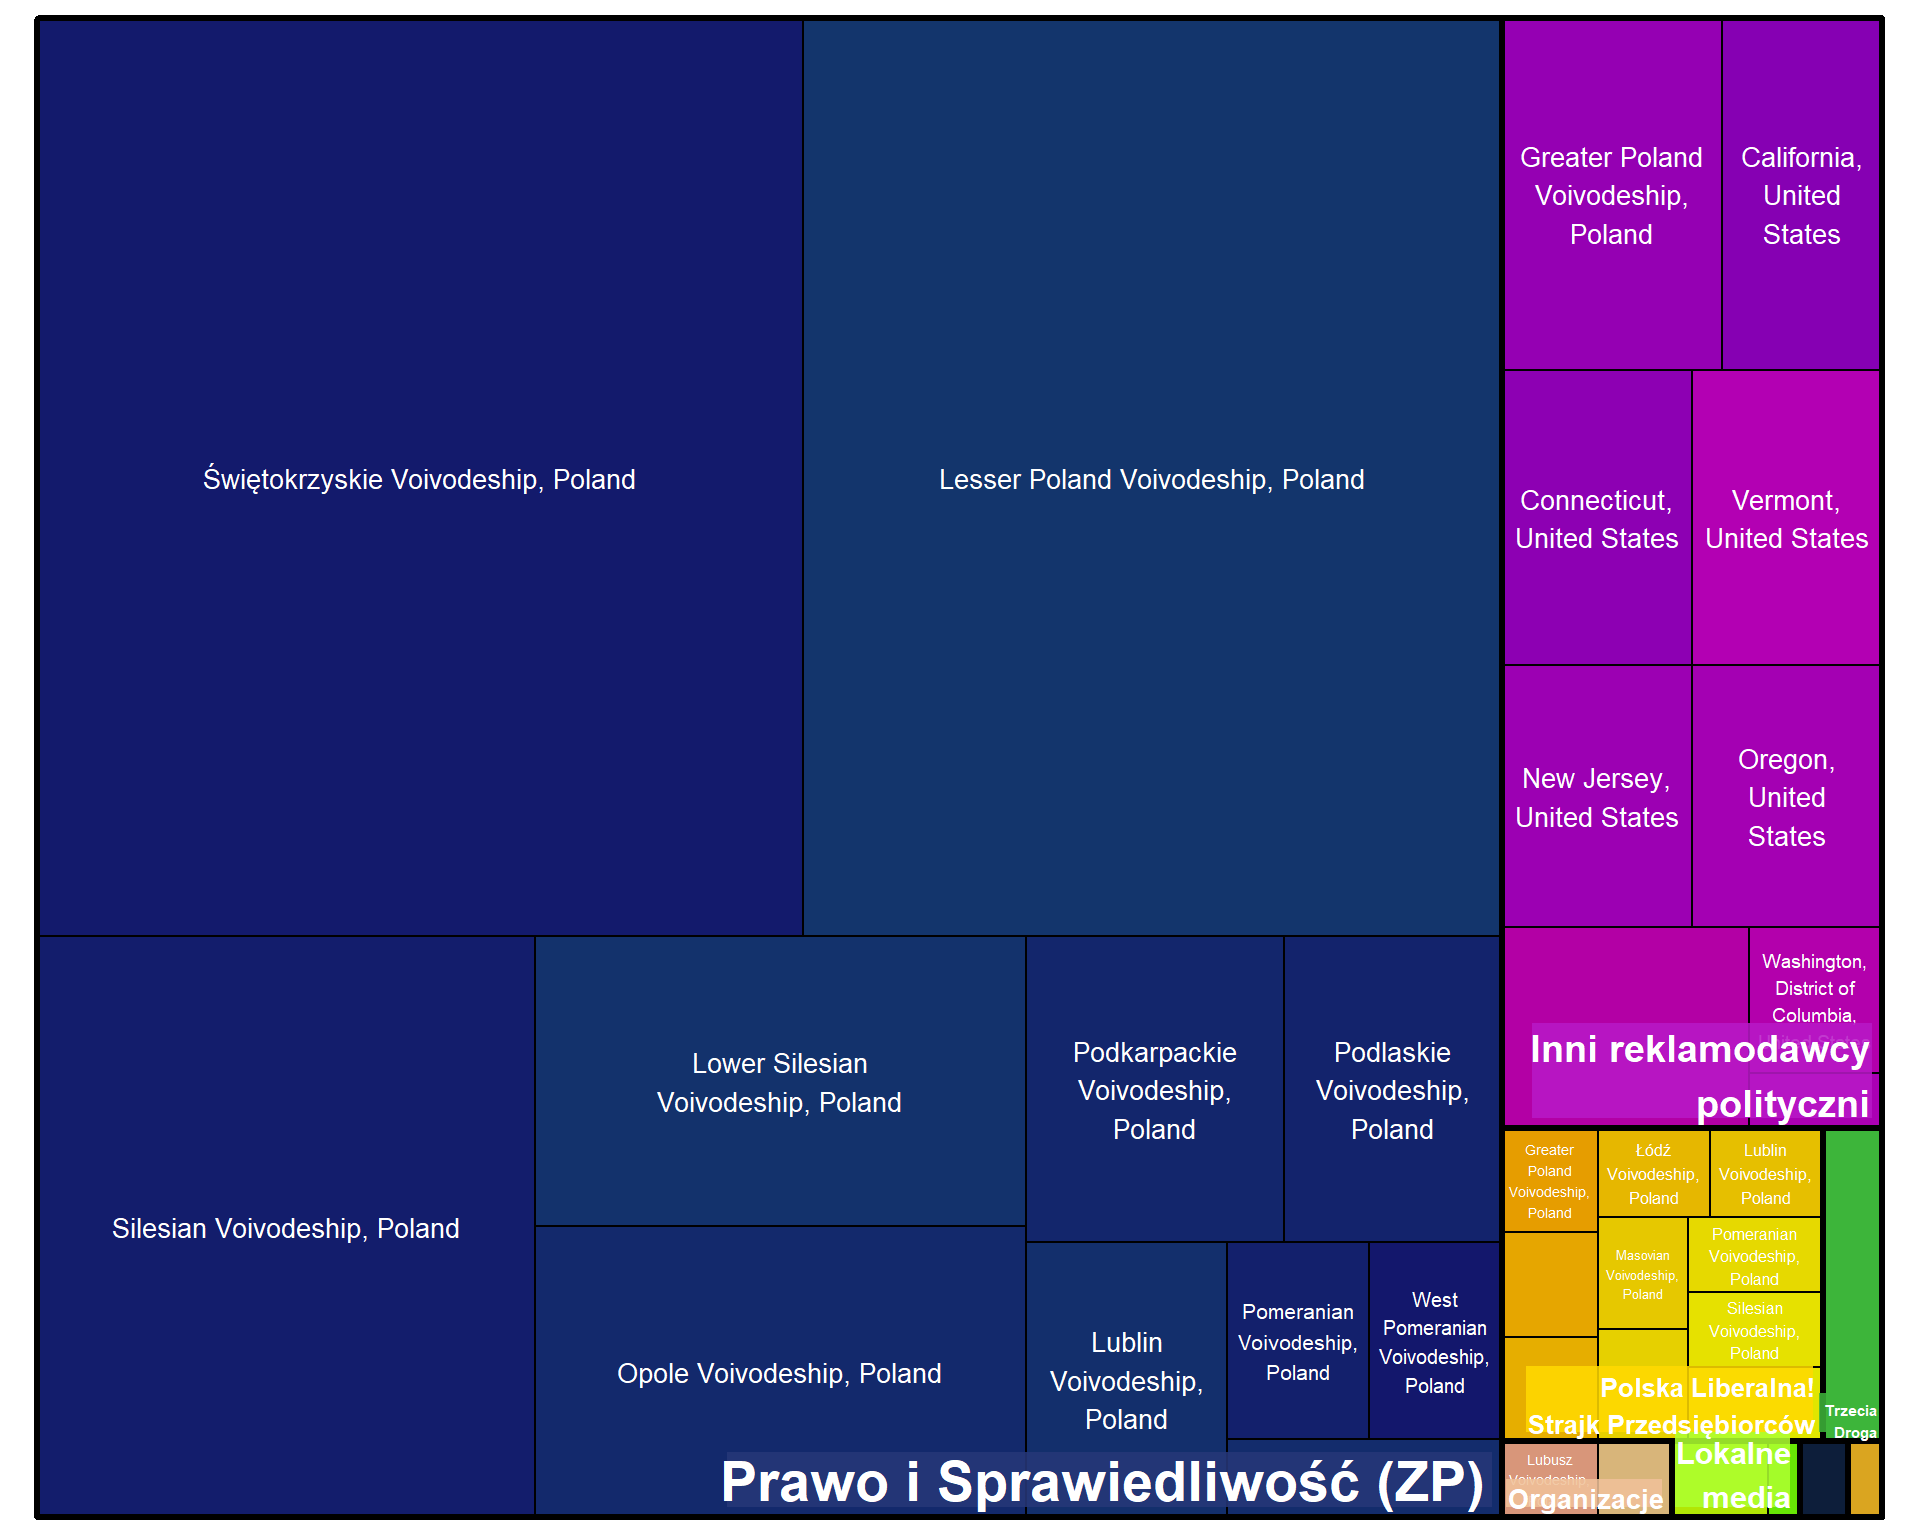 Świętokrzyskie Voivodeship, Poland
Lesser Poland Voivodeship, Poland
Silesian Voivodeship, Poland
Lower Silesian
Voivodeship, Poland
Opole Voivodeship, Poland
Podkarpackie
Voivodeship,
Poland
Podlaskie
Voivodeship,
Poland
Lublin
Voivodeship,
Poland
Pomeranian
Voivodeship,
Poland
West
Pomeranian
Voivodeship,
Poland
Prawo i Sprawiedliwość (ZP)
Greater Poland
Voivodeship,
Poland
California,
United
States
Connecticut,
United States
Vermont,
United States
New Jersey,
United States
Oregon,
United
States
Washington,
District of
Columbia,
United States
Inni reklamodawcy
polityczni
Greater
Poland
Voivodeship,
Poland
Łódź
Voivodeship,
Poland
Lublin
Voivodeship,
Poland
Masovian
Voivodeship,
Poland
Pomeranian
Voivodeship,
Poland
Silesian
Voivodeship,
Poland
Polska Liberalna!
Strajk Przedsiębiorców
Trzecia
Droga
Lubusz
Voivodeship,
Organizacje
Lokalne
media